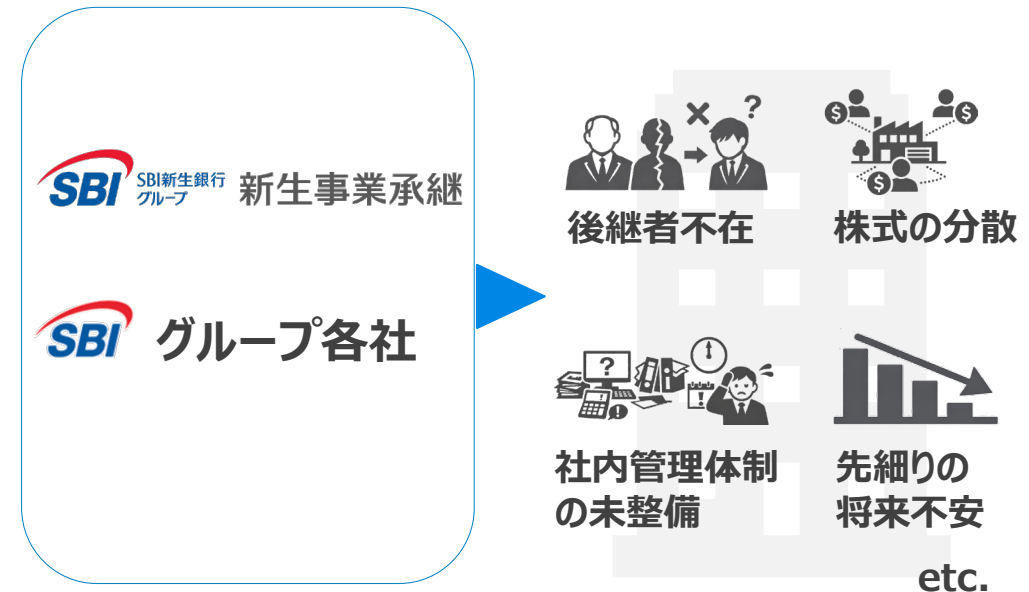 SBI SBI新生銀行
グループ
新生事業承継
SBI グループ各社
? 
$ $
$
後継者不在
株式の分散
?
!
!
社内管理体制
の未整備
先細りの
将来不安
etc.